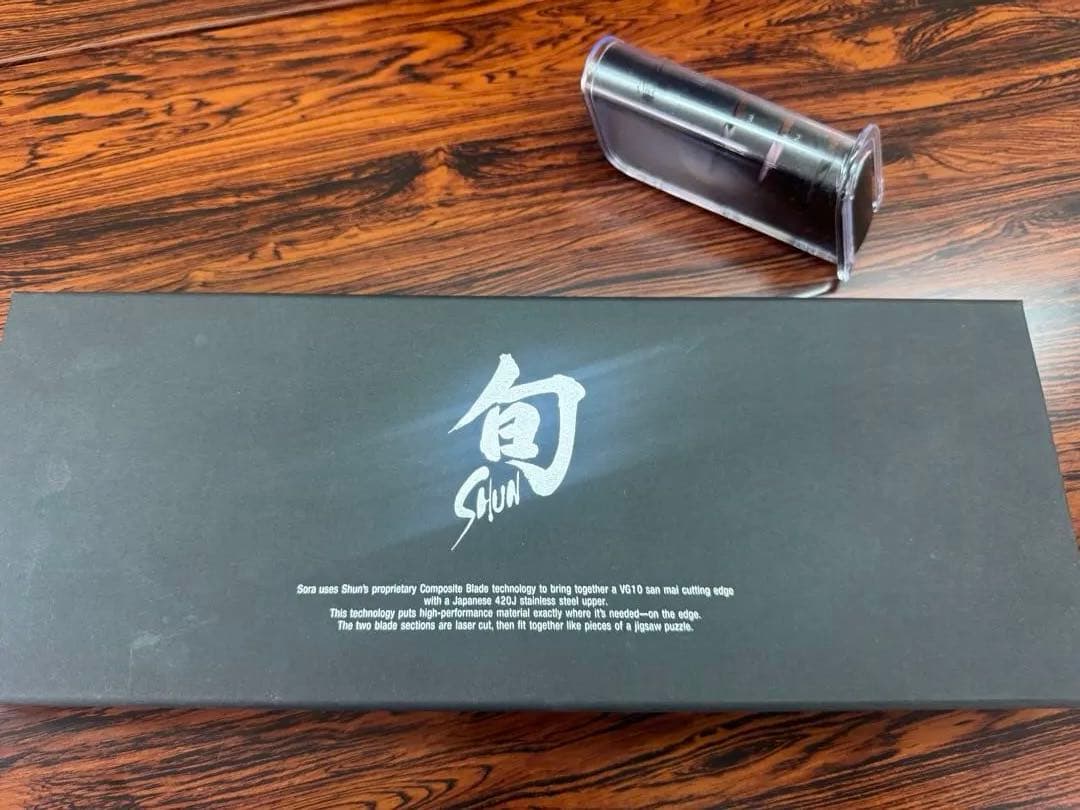 旬
SHUN
Sora uses Shun's proprietary Composite Blade technology to bring together a VG10 san mai cutting edge
with a Japanese 420J stainless steel upper.
This technology puts high-performance material exactly where it's needed—on the edge.
The two blade sections are laser cut, then fit together like pieces of a jigsaw puzzle.